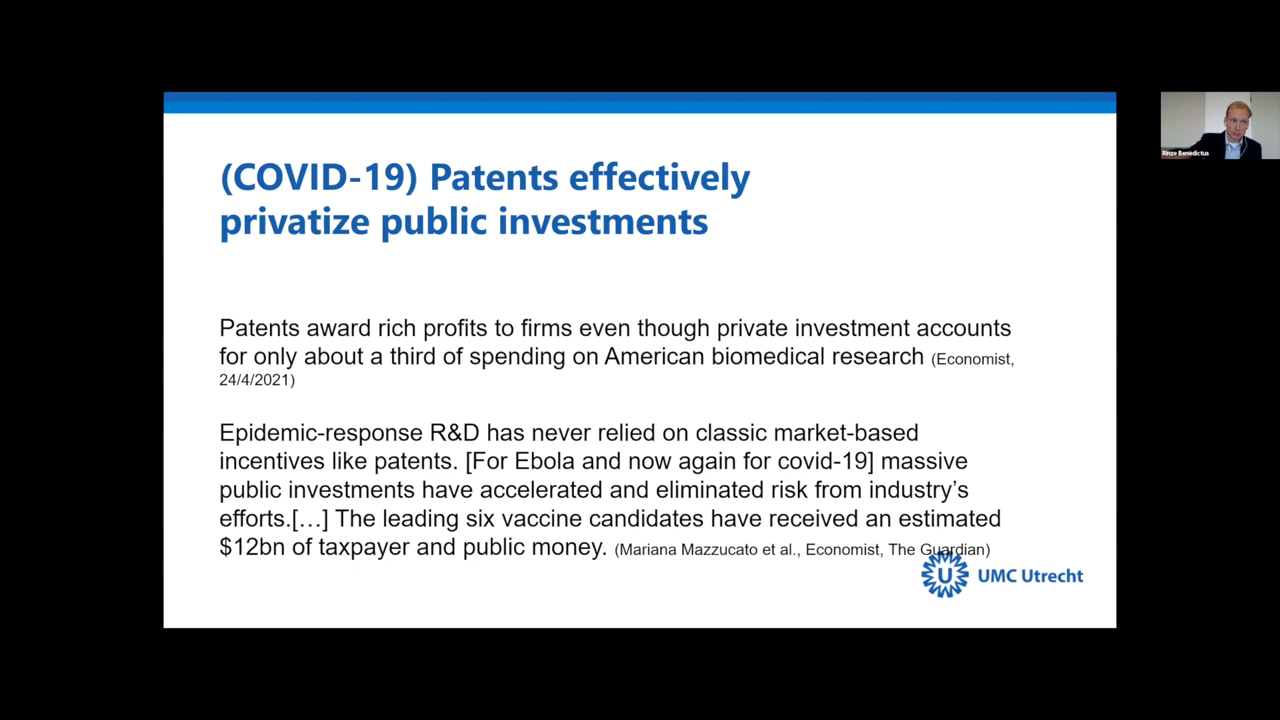 (COVID-19) Patents effectively
privatize public investments
Patents award rich profits to firms even though private investment accounts
for only about a third of spending on American biomedical research (Economist,
24/4/2021)
Epidemic-response R&D has never relied on classic market-based
incentives like patents. [For Ebola and now again for covid-19] massive
public investments have accelerated and eliminated risk from industry’s
efforts.[…] The leading six vaccine candidates have received an estimated
$12bn of taxpayer and public money. (Mariana Mazzucato et al., Economist, The Guardian)
U UMC Utrecht
Rinze Benedictus